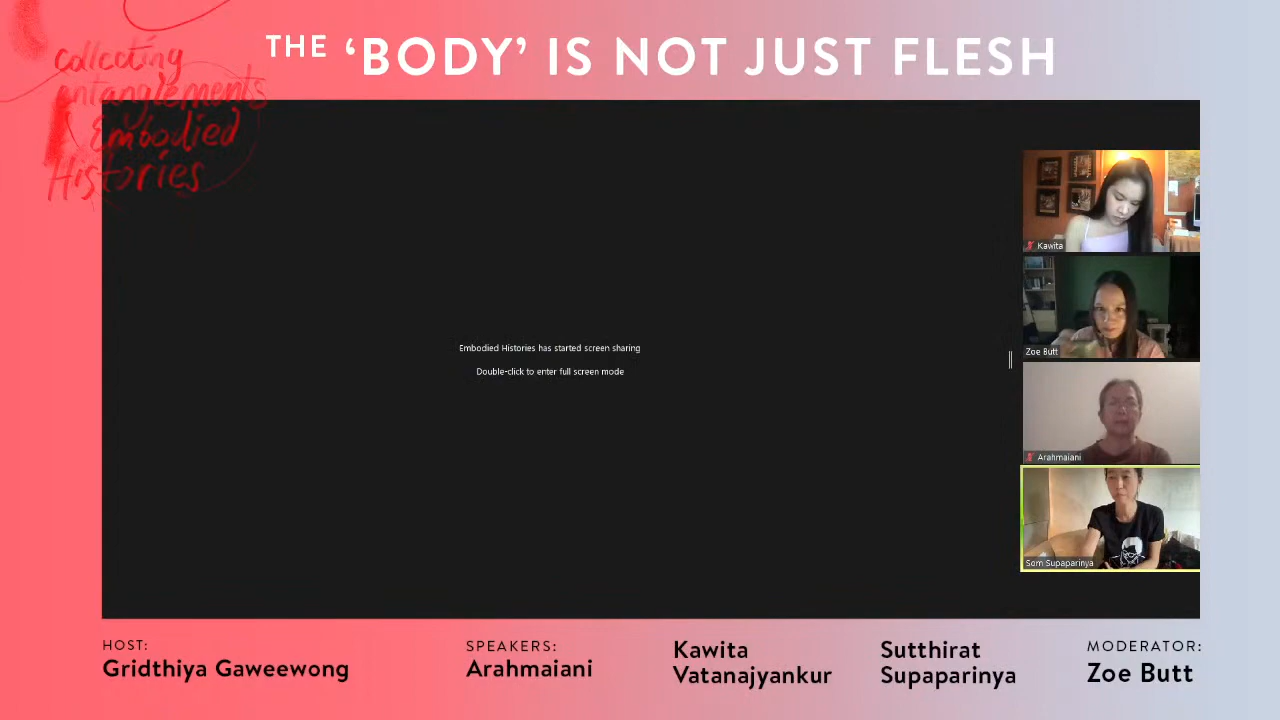 THE ‘BODY’ IS NOT JUST FLESH
collecting
entanglements
Embodied
Histories
Embodied Histories has started screen sharing
Double-click to enter full screen mode
Kawita
Zoe Butt
Arahmaiani
Som Supaparinya
HOST:
Gridthiya Gaweewong
SPEAKERS:
Arahmaiani
Kawita
Vatanajyankur
Sutthirat
Supaparinya
MODERATOR:
Zoe Butt